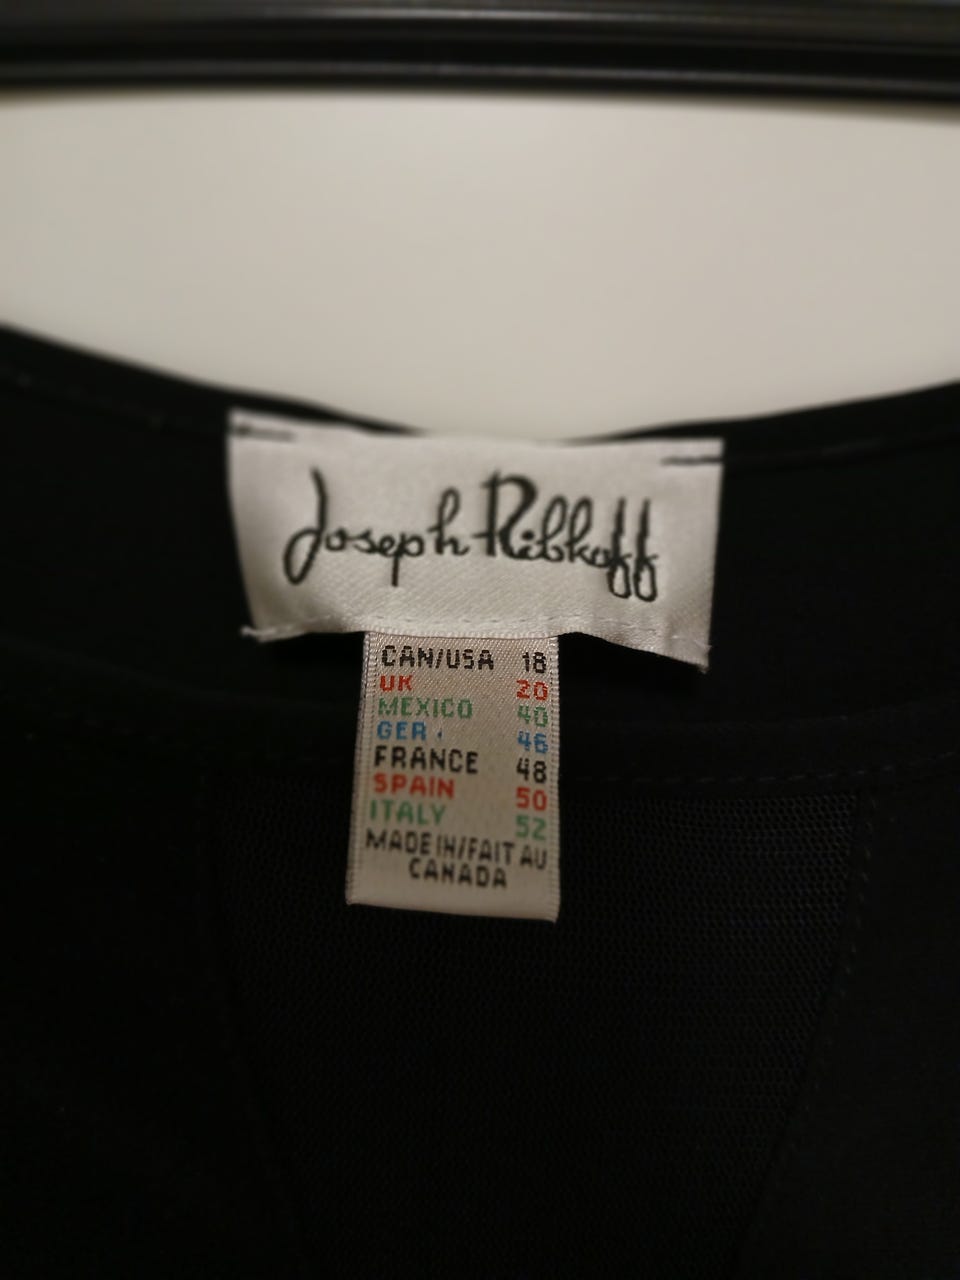 Joseph Ribkoff
CAN/USA 18
UK 20
MEXICO 40
GER. 46
FRANCE 48
SPAIN 50
ITALY 52
MADE IN/FAIT AU
CANADA